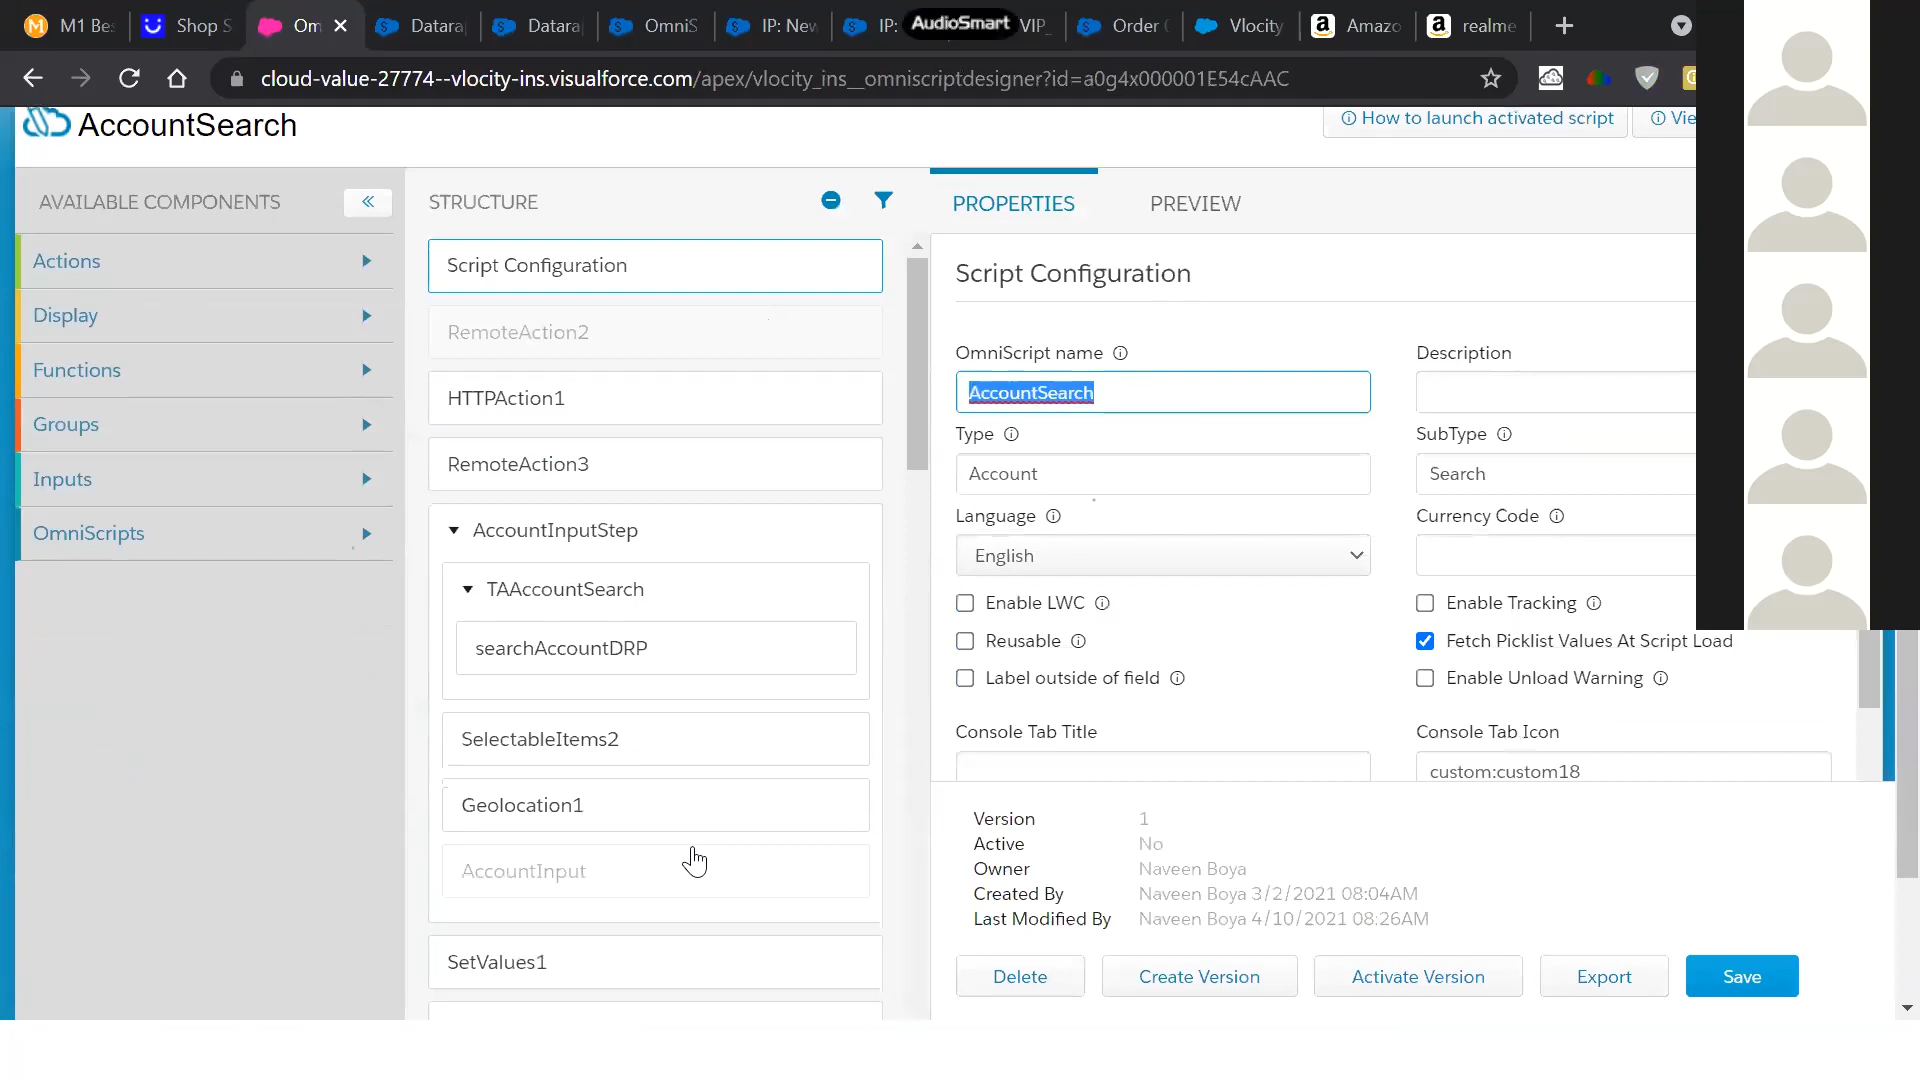 M1 Be
Shop S
Om
Datara
Datara
OmniS
IP: New
IP:
AudioSmart
VIP_
Order
Vlocity
Amazo
realme
cloud-value-27774--vlocity-ins.visualforce.com/apex/vlocity_ins__omniscriptdesigner?id=a0g4x000001E54cAAC
AccountSearch
How to launch activated script
Vie
AVAILABLE COMPONENTS
Actions
Display
Functions
Groups
Inputs
OmniScripts
STRUCTURE
Script Configuration
RemoteAction2
HTTPAction1
RemoteAction3
AccountInputStep
TAAccountSearch
searchAccountDRP
SelectableItems2
Geolocation1
AccountInput
SetValues1
PROPERTIES PREVIEW
Script Configuration
OmniScript name
Description
AccountSearch
Type
SubType
Account
Search
Language
Currency Code
English
Enable LWC
Enable Tracking
Reusable
Fetch Picklist Values At Script Load
Label outside of field
Enable Unload Warning
Console Tab Title
Console Tab Icon
custom:custom18
Version 1
Active No
Owner Naveen Boya
Created By Naveen Boya 3/2/2021 08:04AM
Last Modified By Naveen Boya 4/10/2021 08:26AM
Delete
Create Version
Activate Version
Export
Save